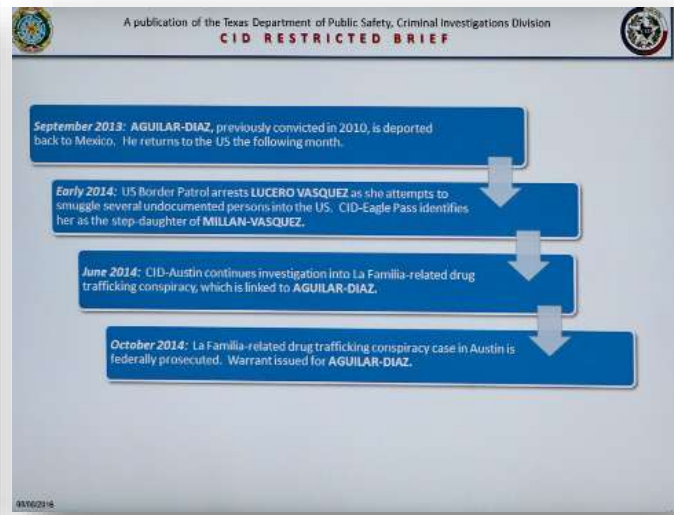 A publication of the Texas Department of Public Safety, Criminal Investigations Division
CID RESTRICTED BRIEF
September 2013: AGUILAR-DIAZ, previously convicted in 2010, is deported
back to Mexico. He returns to the US the following month.
Early 2014: US Border Patrol arrests LUCERO VASQUEZ as she attempts to
smuggle several undocumented persons into the US. CID-Eagle Pass identifies
her as the step-daughter of MILLAN-VASQUEZ.
June 2014: CID-Austin continues investigation into La Familia-related drug
trafficking conspiracy, which is linked to AGUILAR-DIAZ.
October 2014: La Familia-related drug trafficking conspiracy case in Austin is
federally prosecuted. Warrant issued for AGUILAR-DIAZ.